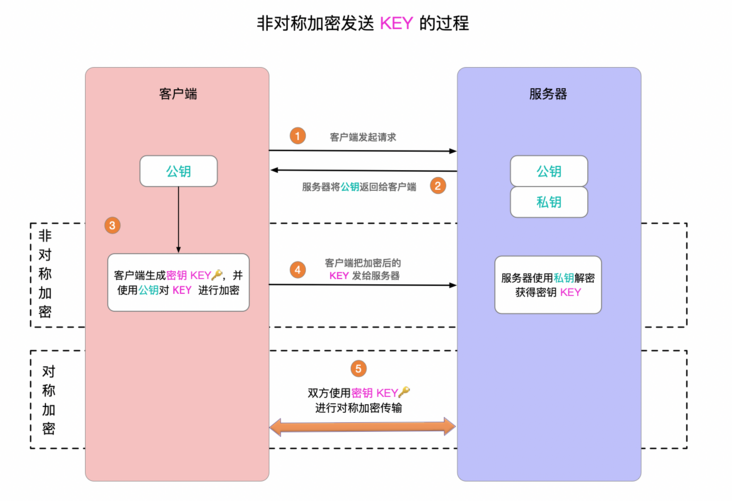 非对称加密发送 KEY 的过程
客户端
服务器
1
客户端发起请求
公钥
服务器将公钥返回给客户端
2
公钥
私钥
3
非对称加密
客户端生成密钥 KEY🔑，并
使用公钥对 KEY 进行加密
4
客户端把加密后的
KEY 发给服务器
服务器使用私钥解密
获得密钥 KEY
对称加密
5
双方使用密钥 KEY🔑
进行对称加密传输